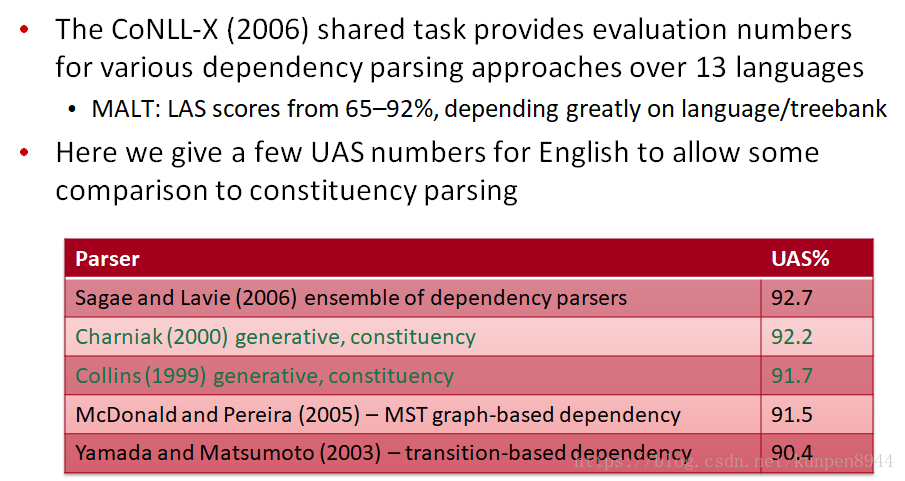 The CoNLL-X (2006) shared task provides evaluation numbers
for various dependency parsing approaches over 13 languages
MALT: LAS scores from 65–92%, depending greatly on language/treebank
Here we give a few UAS numbers for English to allow some
comparison to constituency parsing
Parser UAS%
Sagae and Lavie (2006) ensemble of dependency parsers 92.7
Charniak (2000) generative, constituency 92.2
Collins (1999) generative, constituency 91.7
McDonald and Pereira (2005) – MST graph-based dependency 91.5
Yamada and Matsumoto (2003) – transition-based dependency 90.4
https://blog.csdn.net/kunpen8944